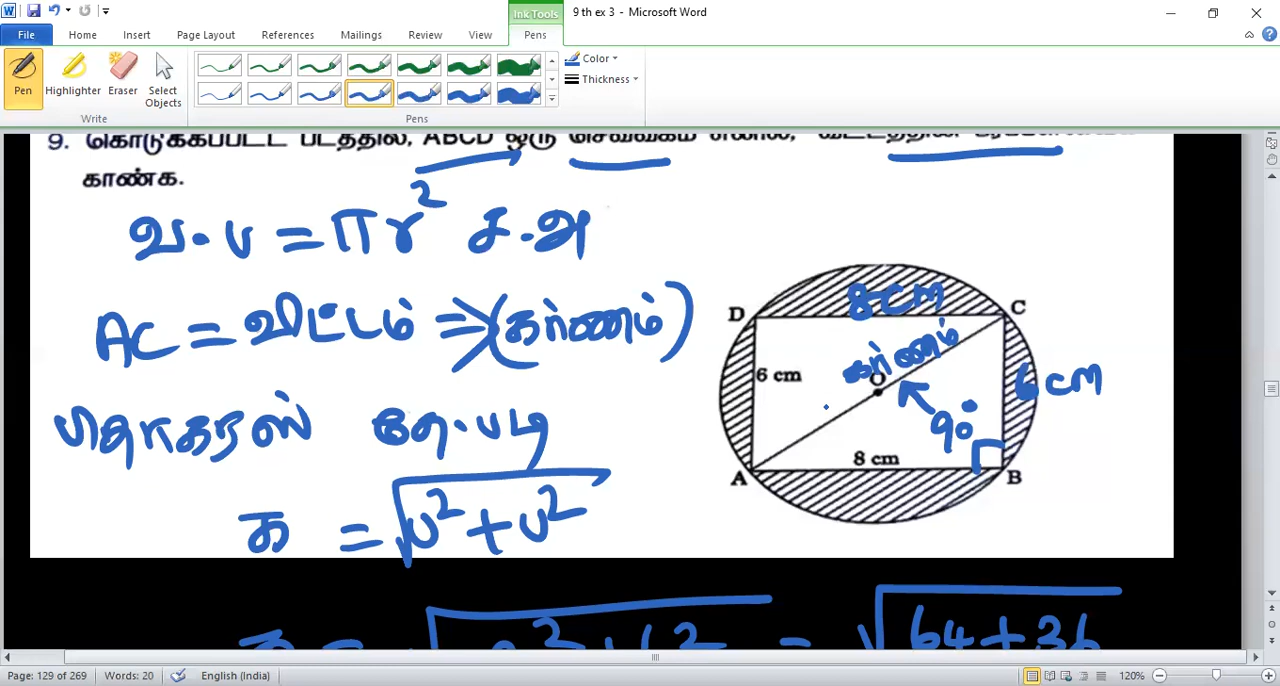 9 th ex 3 - Microsoft Word
Ink Tools
File Home Insert Page Layout References Mailings Review View Pens
Pen Highlighter Eraser Select Objects
Color
Thickness
Write Pens
9. கொடுக்கப்பட்ட படத்தில், ABCD ஒரு செவ்வகம் எனில்,
காண்க.
வ.ப = πr² ச.அ
AC = விட்டம் ⇒ (கர்ணம்)
பிதாகரஸ் தே.படி
க = √ப²+ப²
D C
8cm
கர்ணம்
6 cm O 6cm
90°
8 cm
A B
= √64+36
Page: 129 of 269 Words: 20 English (India) 120%